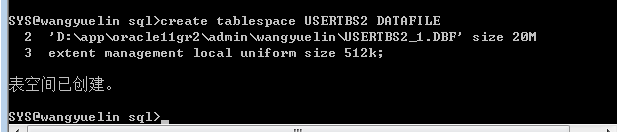 SYS@wangyuelin sql>create tablespace USERTBS2 DATAFILE
2 'D:\app\oracle11gr2\admin\wangyuelin\USERTBS2_1.DBF' size 20M
3 extent management local uniform size 512k;
表空间已创建。
SYS@wangyuelin sql>_